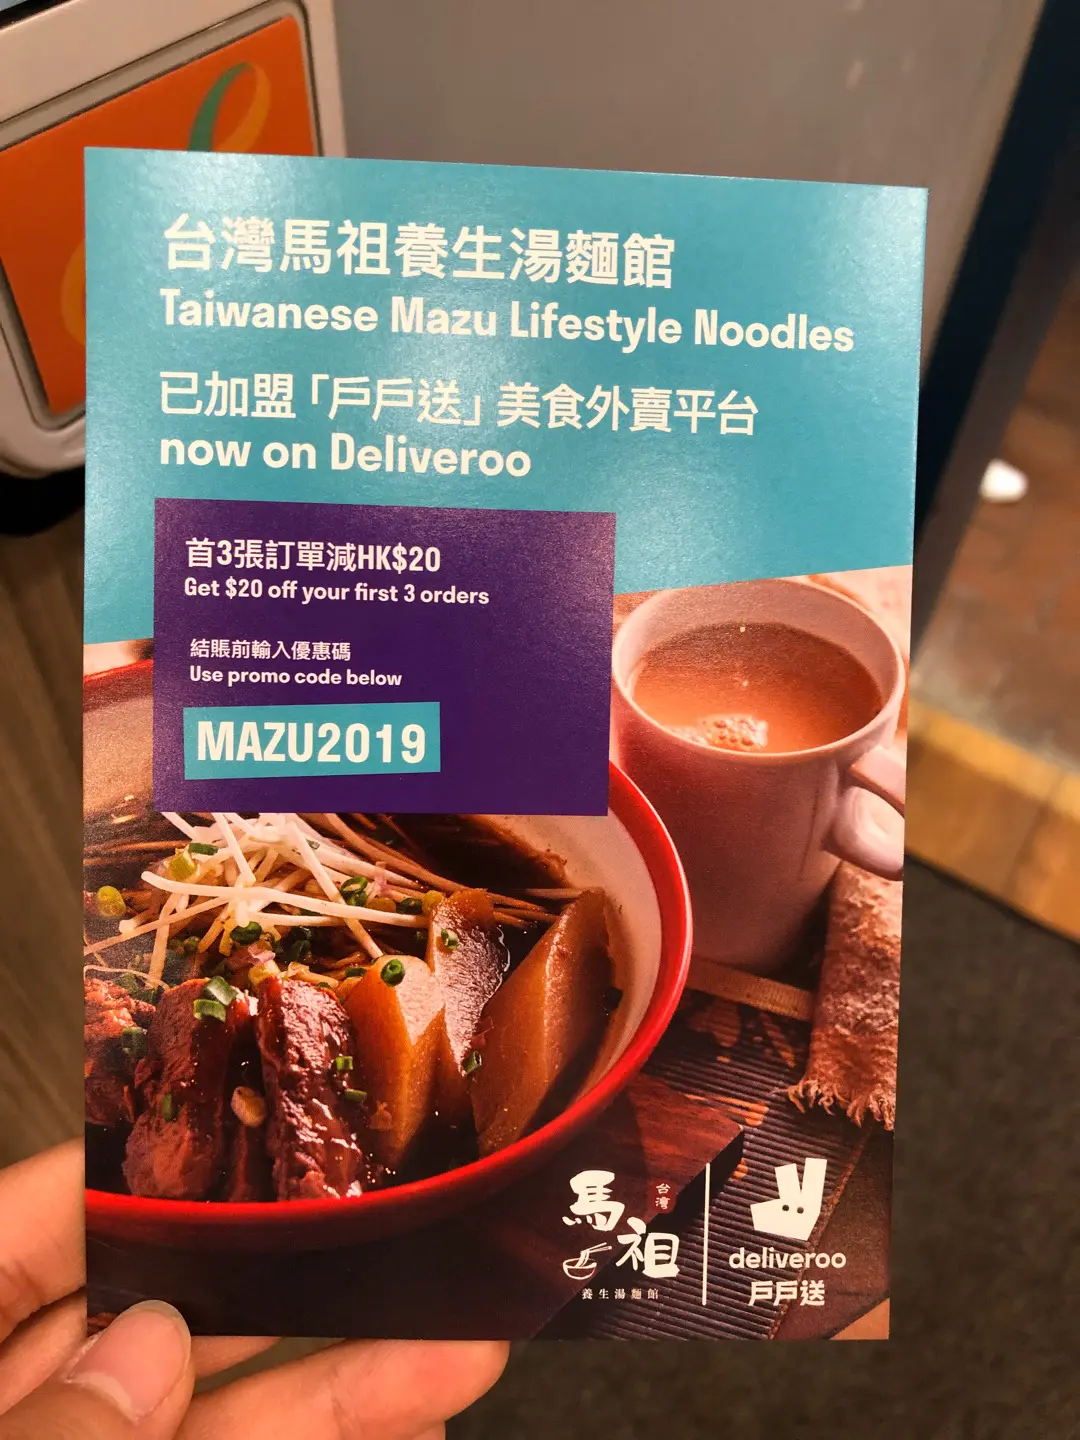 台灣馬祖養生湯麵館
Taiwanese Mazu Lifestyle Noodles
已加盟「戶戶送」美食外賣平台
now on Deliveroo
首3張訂單減HK$20
Get $20 off your first 3 orders
結賬前輸入優惠碼
Use promo code below
MAZU2019
台灣
馬祖
養生湯麵館
deliveroo
戶戶送